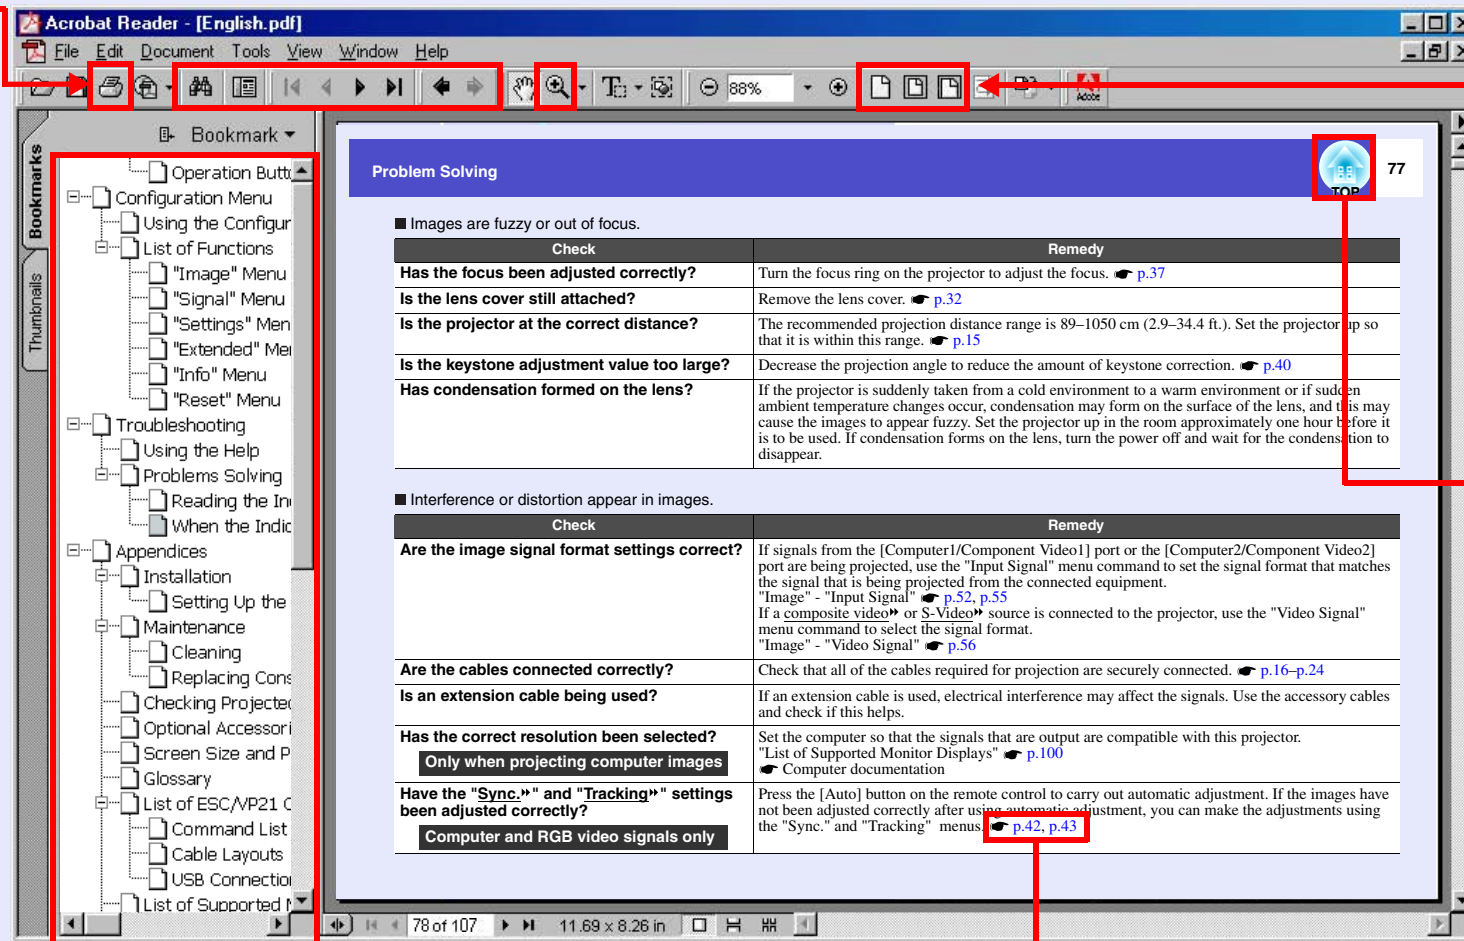 Acrobat Reader - [English.pdf]
File Edit Document Tools View Window Help
88%
Adobe
Bookmarks
Thumbnails
Bookmark
Operation Butt
Configuration Menu
Using the Configur
List of Functions
"Image" Menu
"Signal" Menu
"Settings" Men
"Extended" Me
"Info" Menu
"Reset" Menu
Troubleshooting
Using the Help
Problems Solving
Reading the In
When the Indic
Appendices
Installation
Setting Up the
Maintenance
Cleaning
Replacing Cons
Checking Projected
Optional Accessori
Screen Size and P
Glossary
List of ESC/VP21 C
Command List
Cable Layouts
USB Connection
List of Supported M
Problem Solving
TOP
77
■ Images are fuzzy or out of focus.
Check Remedy
Has the focus been adjusted correctly? Turn the focus ring on the projector to adjust the focus. ☛ p.37
Is the lens cover still attached? Remove the lens cover. ☛ p.32
Is the projector at the correct distance? The recommended projection distance range is 89–1050 cm (2.9–34.4 ft.). Set the projector up so
that it is within this range. ☛ p.15
Is the keystone adjustment value too large? Decrease the projection angle to reduce the amount of keystone correction. ☛ p.40
Has condensation formed on the lens? If the projector is suddenly taken from a cold environment to a warm environment or if sudden
ambient temperature changes occur, condensation may form on the surface of the lens, and this may
cause the images to appear fuzzy. Set the projector up in the room approximately one hour before it
is to be used. If condensation forms on the lens, turn the power off and wait for the condensation to
disappear.
■ Interference or distortion appear in images.
Check Remedy
Are the image signal format settings correct? If signals from the [Computer1/Component Video1] port or the [Computer2/Component Video2]
port are being projected, use the "Input Signal" menu command to set the signal format that matches
the signal that is being projected from the connected equipment.
"Image" - "Input Signal" ☛ p.52, p.55
If a composite video or S-Video source is connected to the projector, use the "Video Signal"
menu command to select the signal format.
"Image" - "Video Signal" ☛ p.56
Are the cables connected correctly? Check that all of the cables required for projection are securely connected. ☛ p.16–p.24
Is an extension cable being used? If an extension cable is used, electrical interference may affect the signals. Use the accessory cables
and check if this helps.
Has the correct resolution been selected? Set the computer so that the signals that are output are compatible with this projector.
Only when projecting computer images "List of Supported Monitor Displays" ☛ p.100
☛ Computer documentation
Have the "Sync." and "Tracking" settings Press the [Auto] button on the remote control to carry out automatic adjustment. If the images have
been adjusted correctly? not been adjusted correctly after using automatic adjustment, you can make the adjustments using
Computer and RGB video signals only the "Sync." and "Tracking" menus. ☛ p.42, p.43
78 of 107 11.69 x 8.26 in